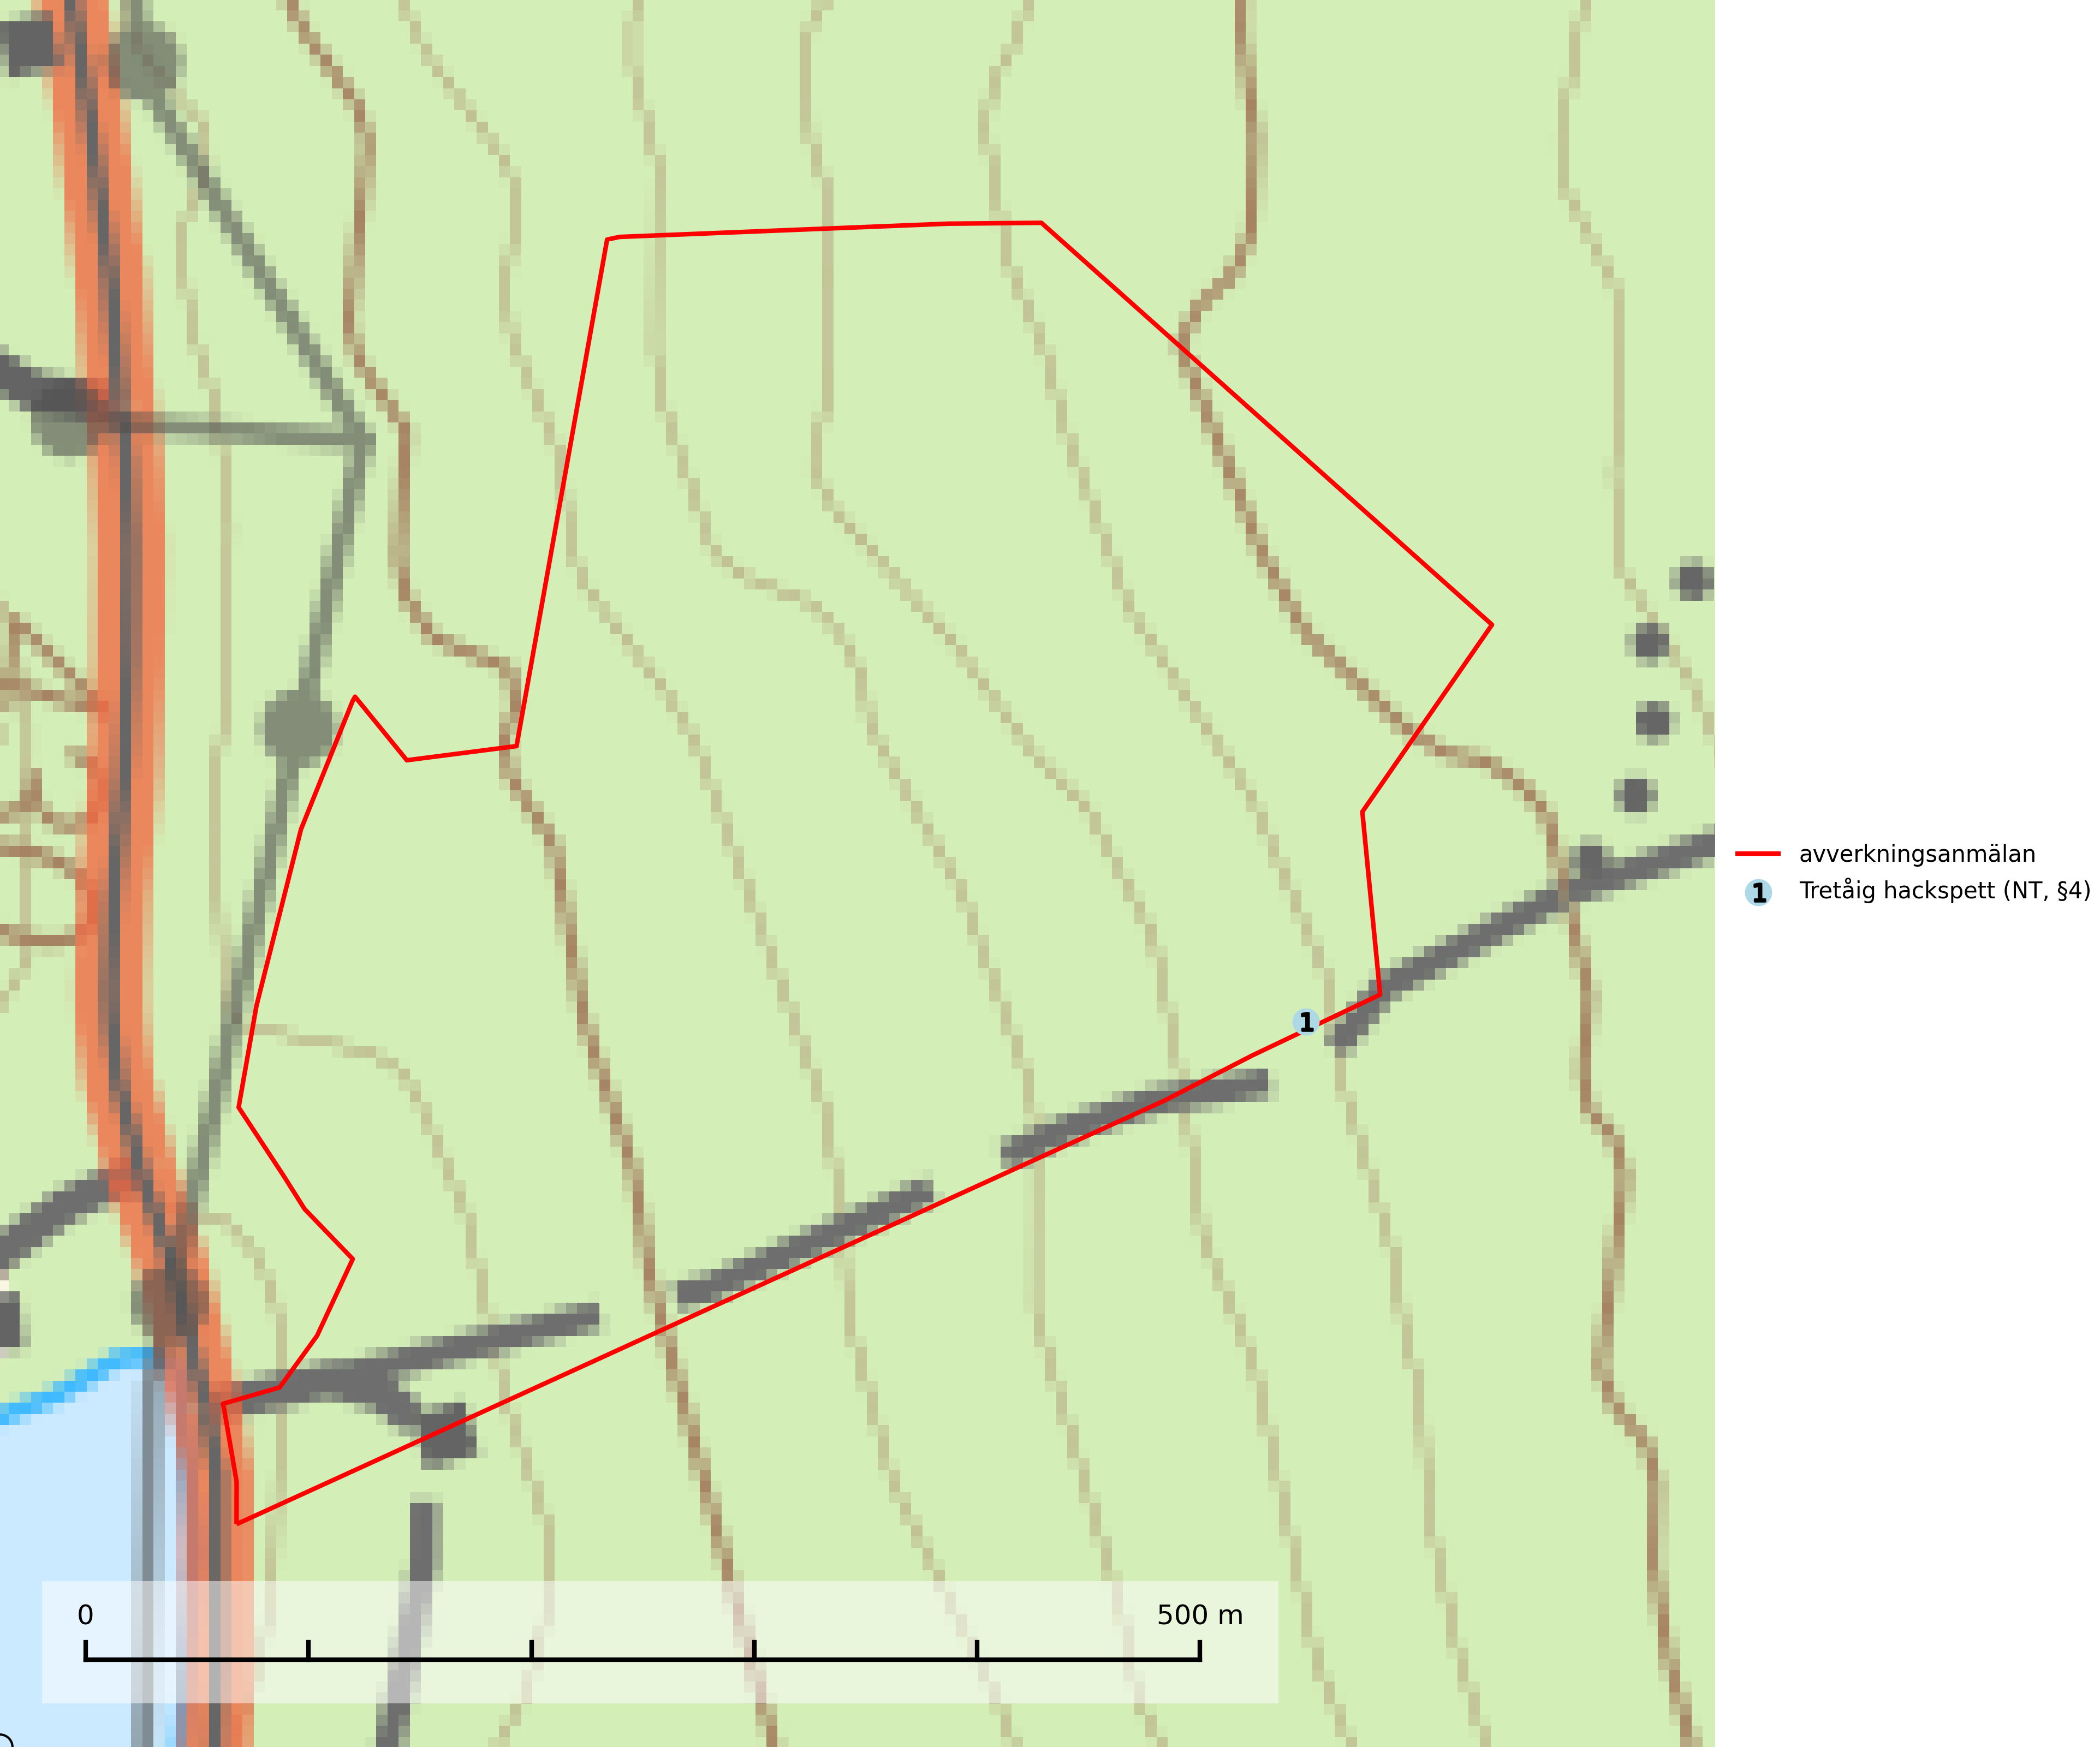 avverkningsanmälan
1 Tretåig hackspett (NT, §4)
1
0 500 m